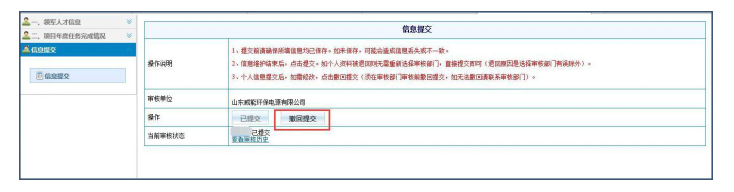 一、领军人才信息
二、项目年度任务完成情况
信息提交
信息提交
信息提交
操作说明
1、提交前请确保所填信息均已保存。如未保存，可能会造成信息丢失或不一致。
2、信息维护结束后，点击提交。如个人资料被退回则无需重新选择审核部门，直接提交即可（退回原因是选择审核部门有误除外）。
3、个人信息提交后，如需修改，点击撤回提交（须在审核部门审核前撤回提交，如无法撤回请联系审核部门）。
审核单位
山东威能环保电源有限公司
操作
已提交 撤回提交
当前审核状态
已提交
查看审核历史